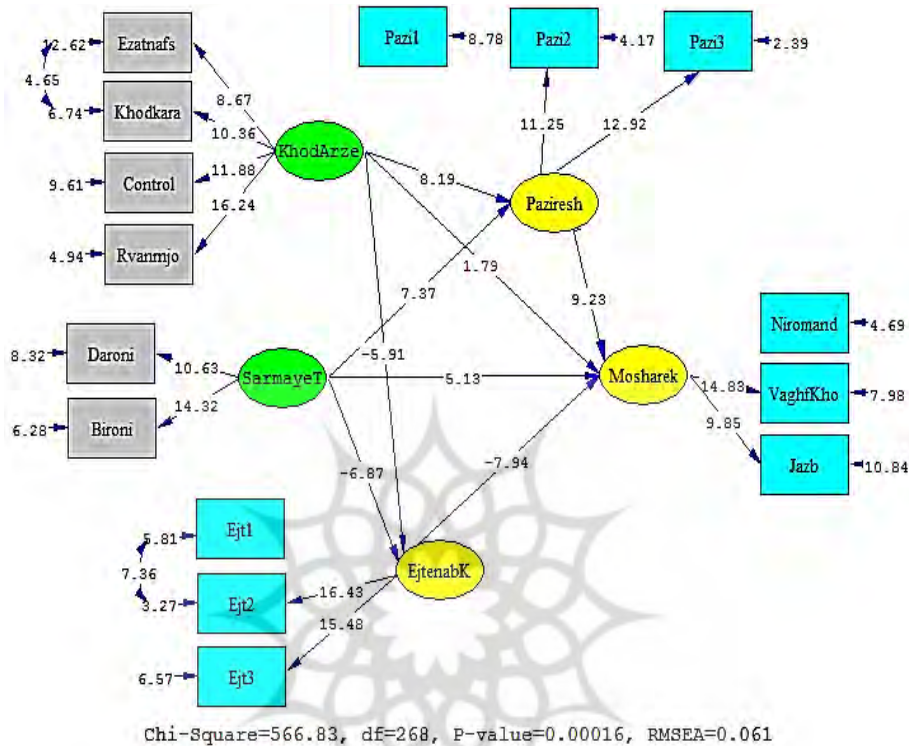 Pazi1
8.78
Pazi2
4.17
Pazi3
2.39
12.62
Ezatnafs
4.65
6.74
Khodkara
9.61
Control
4.94
Rvanmjo
8.67
10.36
11.88
16.24
KhodArze
11.25
12.92
8.19
Paziresh
1.79
7.37
9.23
-5.91
8.32
Daroni
10.63
6.28
Bironi
14.32
SarmayeT
5.13
Mosharek
Niromand
4.69
14.83
VaghfKho
7.98
9.85
Jazb
10.84
-6.87
-7.94
5.81
Ejt1
7.36
3.27
Ejt2
16.43
EjtenabK
15.48
6.57
Ejt3
Chi-Square=566.83, df=268, P-value=0.00016, RMSEA=0.061